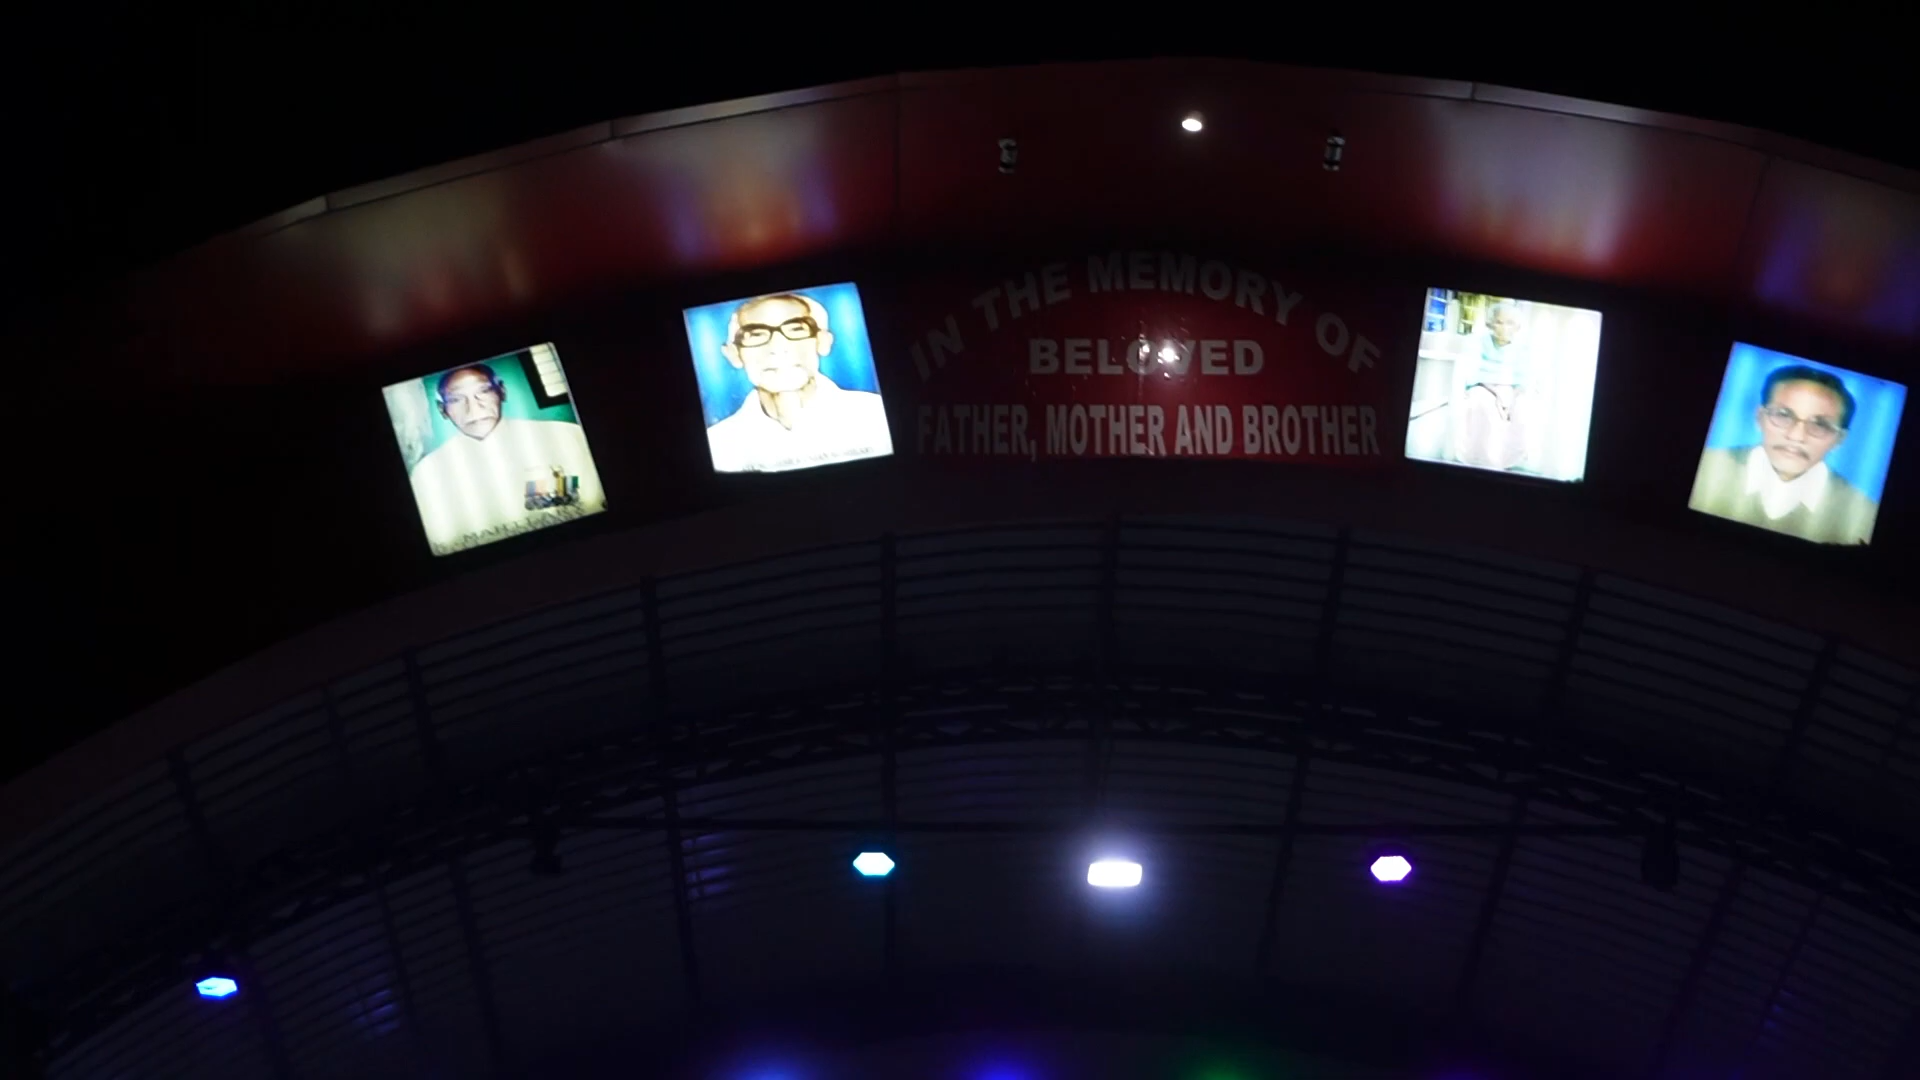 IN THE MEMORY OF
BELOVED
FATHER, MOTHER AND BROTHER